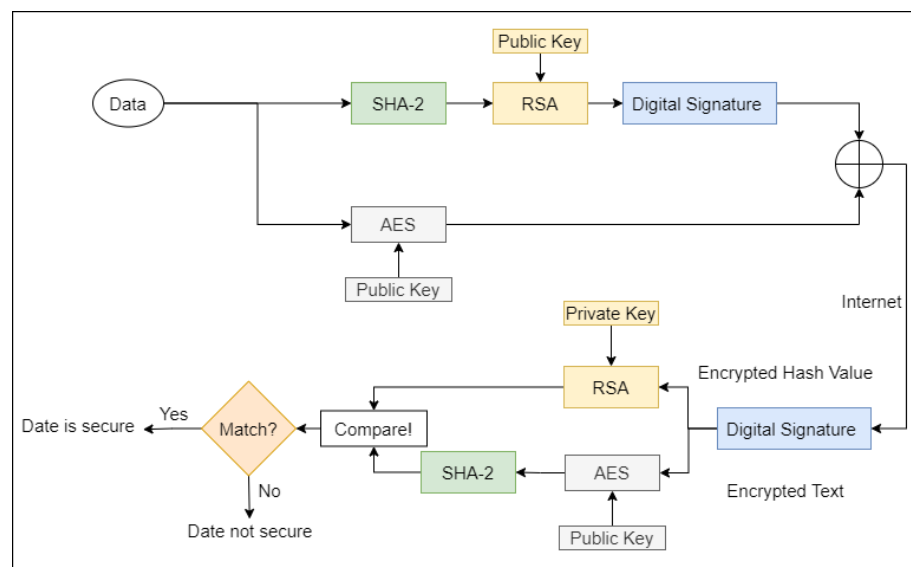 Public Key
Data
SHA-2
RSA
Digital Signature
AES
Public Key
Internet
Private Key
Encrypted Hash Value
RSA
Yes
Date is secure
Match?
Compare!
Digital Signature
SHA-2
AES
No
Encrypted Text
Date not secure
Public Key